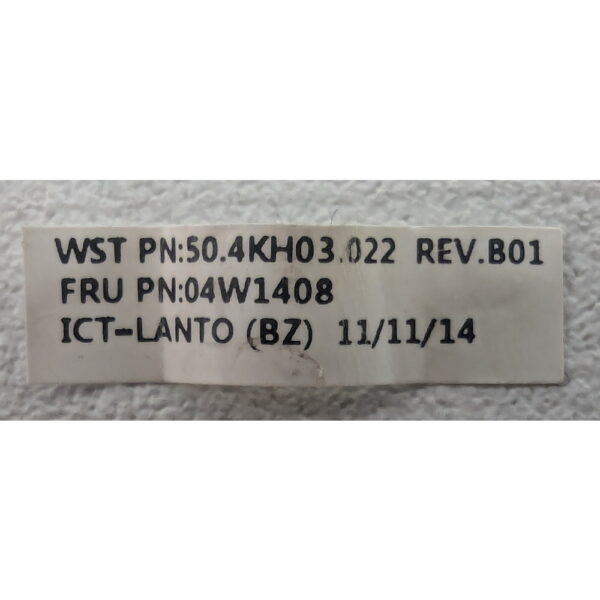 WST PN:50.4KH03.022 REV.B01
FRU PN:04W1408
ICT-LANTO (BZ) 11/11/14